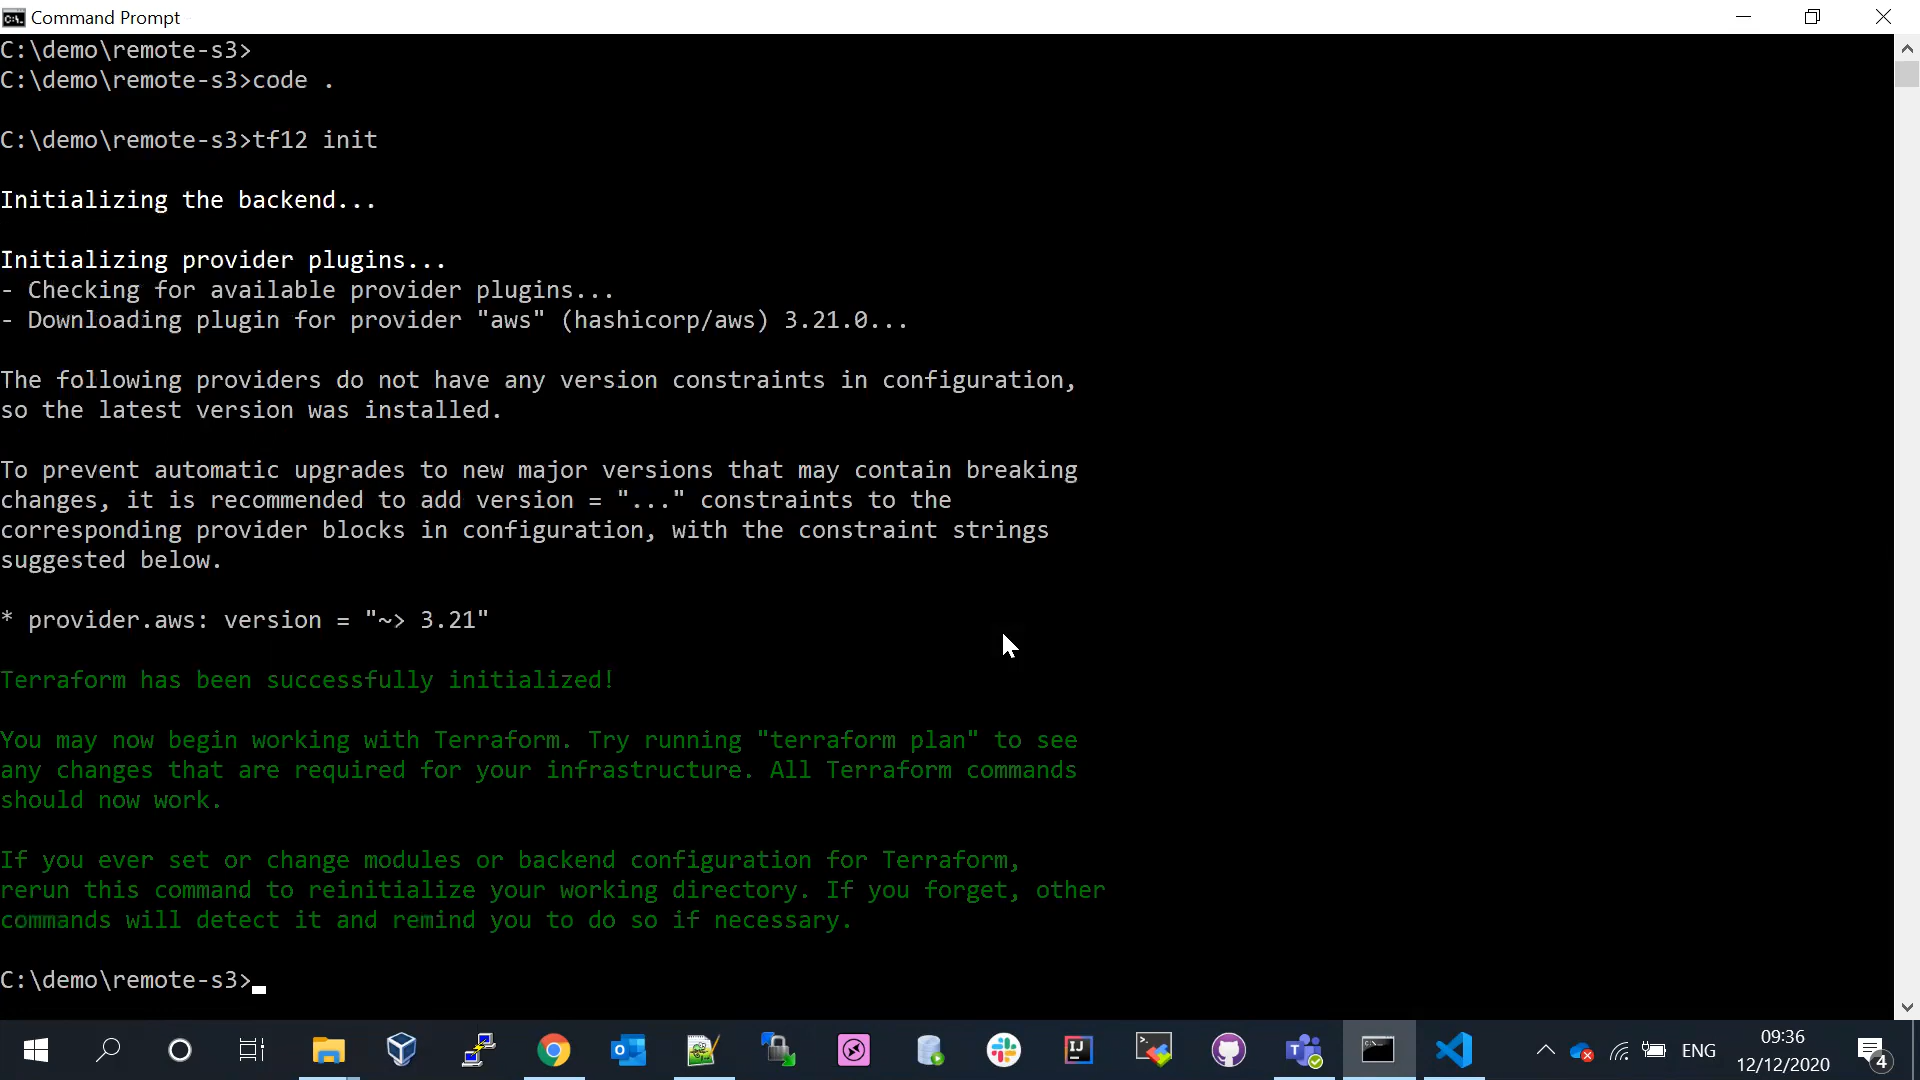 Command Prompt
C:\demo\remote-s3>
C:\demo\remote-s3>code .
C:\demo\remote-s3>tf12 init
Initializing the backend...
Initializing provider plugins...
- Checking for available provider plugins...
- Downloading plugin for provider "aws" (hashicorp/aws) 3.21.0...
The following providers do not have any version constraints in configuration,
so the latest version was installed.
To prevent automatic upgrades to new major versions that may contain breaking
changes, it is recommended to add version = "..." constraints to the
corresponding provider blocks in configuration, with the constraint strings
suggested below.
* provider.aws: version = "~> 3.21"
Terraform has been successfully initialized!
You may now begin working with Terraform. Try running "terraform plan" to see
any changes that are required for your infrastructure. All Terraform commands
should now work.
If you ever set or change modules or backend configuration for Terraform,
rerun this command to reinitialize your working directory. If you forget, other
commands will detect it and remind you to do so if necessary.
C:\demo\remote-s3>
ENG
09:36
12/12/2020
4